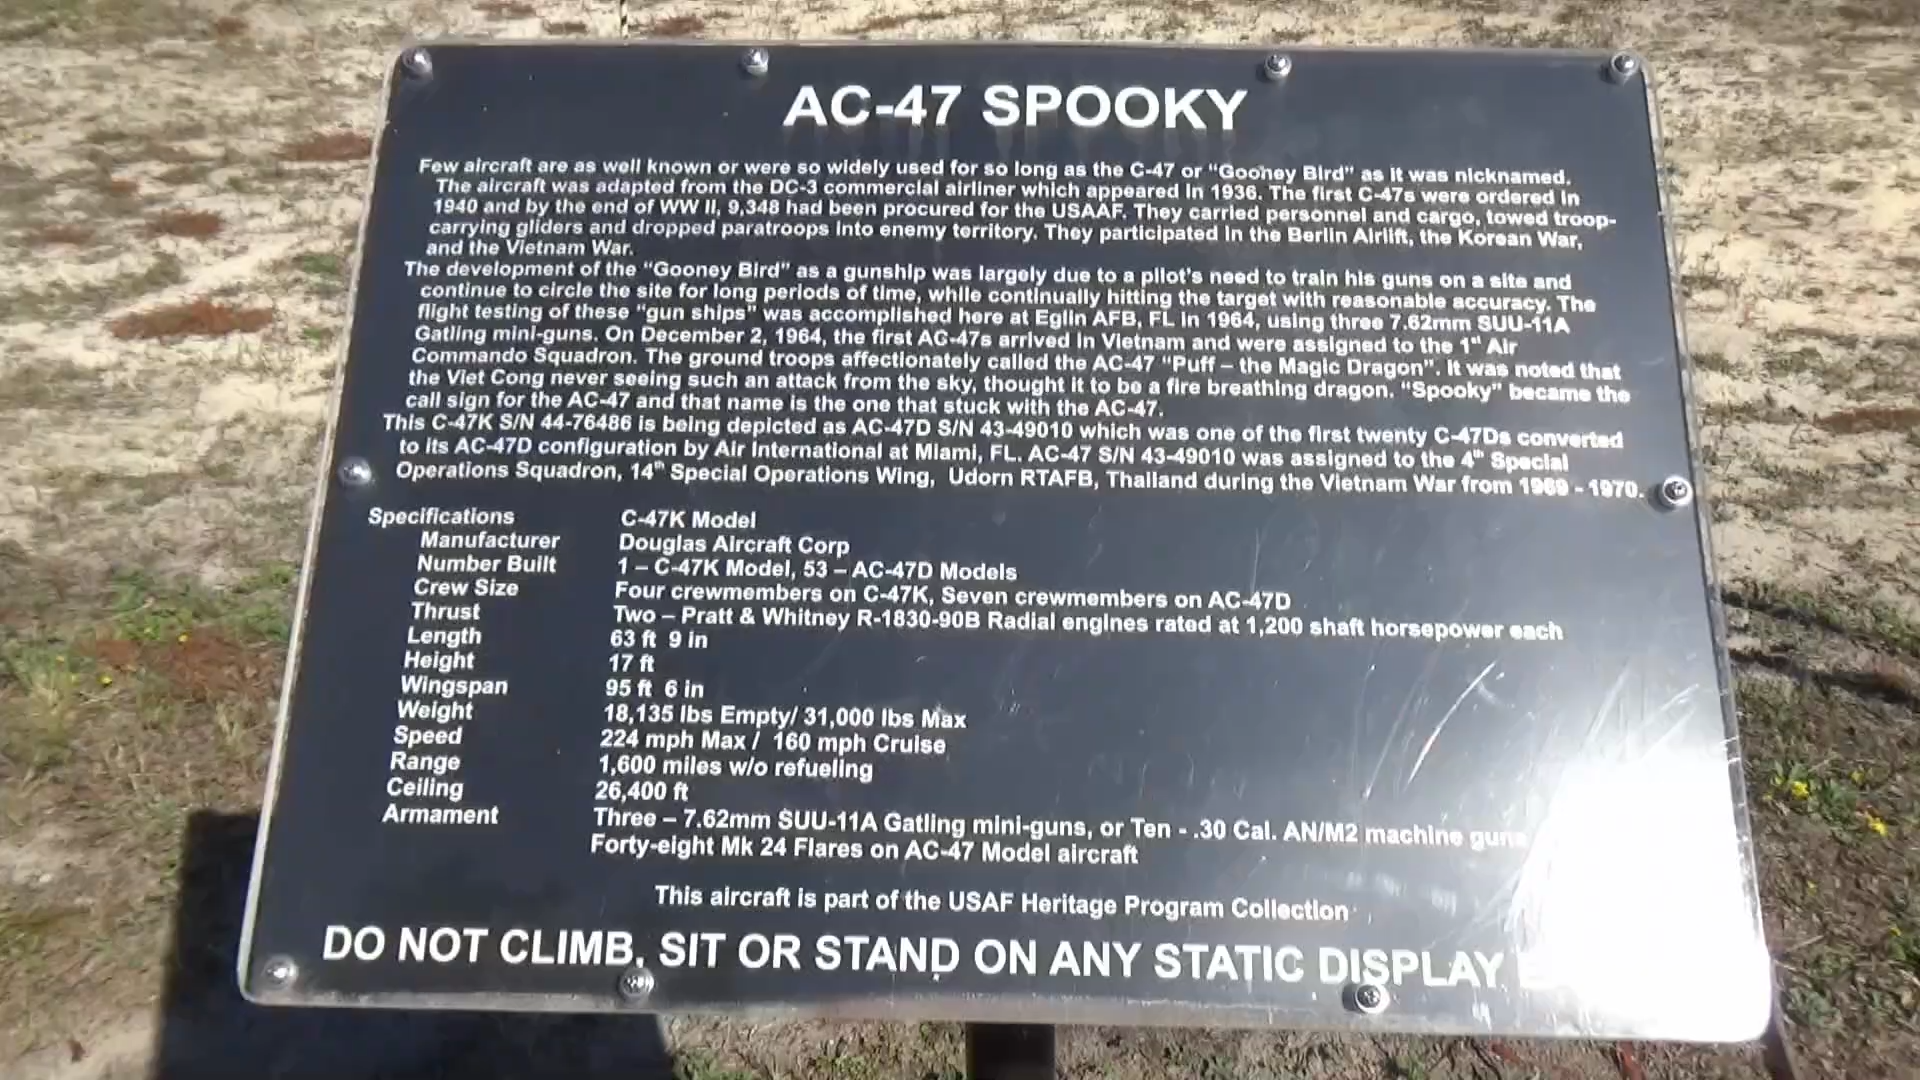 AC-47 SPOOKY
Few aircraft are as well known or were so widely used for so long as the C-47 or “Gooney Bird” as it was nicknamed.
The aircraft was adapted from the DC-3 commercial airliner which appeared in 1936. The first C-47s were ordered in
1940 and by the end of WW II, 9,348 had been procured for the USAAF. They carried personnel and cargo, towed troop-
carrying gliders and dropped paratroops into enemy territory. They participated in the Berlin Airlift, the Korean War,
and the Vietnam War.
The development of the “Gooney Bird” as a gunship was largely due to a pilot’s need to train his guns on a site and
continue to circle the site for long periods of time, while continually hitting the target with reasonable accuracy. The
flight testing of these “gun ships” was accomplished here at Eglin AFB, FL in 1964, using three 7.62mm SUU-11A
Gatling mini-guns. On December 2, 1964, the first AC-47s arrived in Vietnam and were assigned to the 1st Air
Commando Squadron. The ground troops affectionately called the AC-47 “Puff – the Magic Dragon”. It was noted that
the Viet Cong never seeing such an attack from the sky, thought it to be a fire breathing dragon. “Spooky” became the
call sign for the AC-47 and that name is the one that stuck with the AC-47.
This C-47K S/N 44-76486 is being depicted as AC-47D S/N 43-49010 which was one of the first twenty C-47Ds converted
to its AC-47D configuration by Air International at Miami, FL. AC-47 S/N 43-49010 was assigned to the 4th Special
Operations Squadron, 14th Special Operations Wing, Udorn RTAFB, Thailand during the Vietnam War from 1969 - 1970.
Specifications C-47K Model
Manufacturer Douglas Aircraft Corp
Number Built 1 – C-47K Model, 53 – AC-47D Models
Crew Size Four crewmembers on C-47K, Seven crewmembers on AC-47D
Thrust Two – Pratt & Whitney R-1830-90B Radial engines rated at 1,200 shaft horsepower each
Length 63 ft 9 in
Height 17 ft
Wingspan 95 ft 6 in
Weight 18,135 lbs Empty/ 31,000 lbs Max
Speed 224 mph Max / 160 mph Cruise
Range 1,600 miles w/o refueling
Ceiling 26,400 ft
Armament Three – 7.62mm SUU-11A Gatling mini-guns, or Ten - .30 Cal. AN/M2 machine guns
Forty-eight Mk 24 Flares on AC-47 Model aircraft
This aircraft is part of the USAF Heritage Program Collection
DO NOT CLIMB, SIT OR STAND ON ANY STATIC DISPLAY